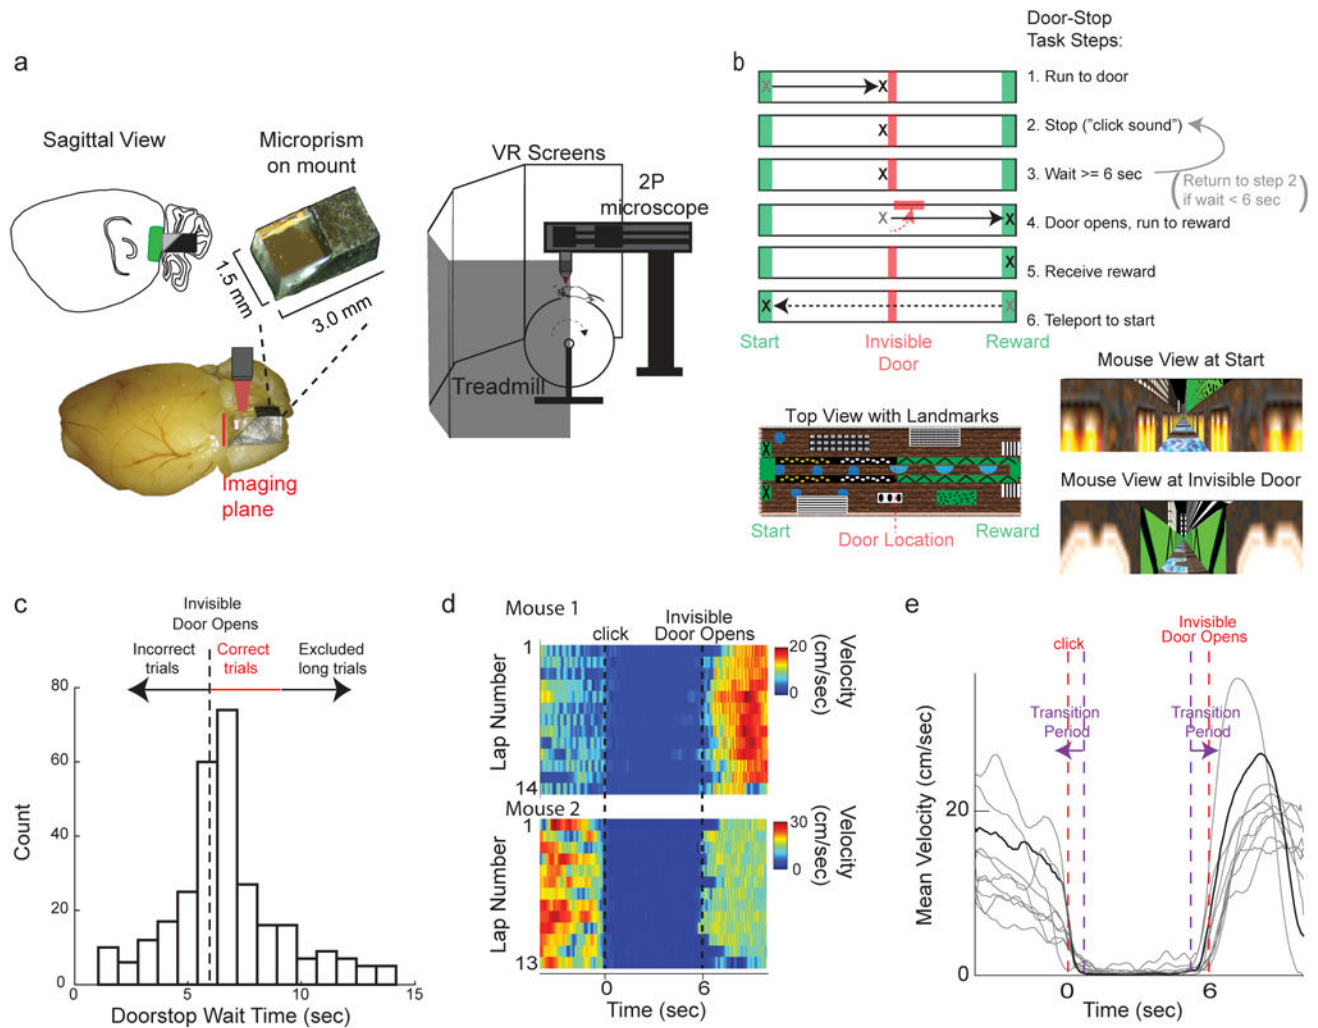 a
Sagittal View
Microprism
on mount
1.5 mm
3.0 mm
VR Screens
2P
microscope
Treadmill
Imaging
plane
b
Door-Stop
Task Steps:
1. Run to door
2. Stop ("click sound")
3. Wait >= 6 sec
(Return to step 2
if wait < 6 sec)
4. Door opens, run to reward
5. Receive reward
6. Teleport to start
X
X
X
X
X
X
X
X
X
Start
Invisible
Door
Reward
Top View with Landmarks
X
X
Start
Door Location
Reward
Mouse View at Start
Mouse View at Invisible Door
c
Invisible
Door Opens
Incorrect
trials
Correct
trials
Excluded
long trials
80
60
40
20
0
Count
0
5
10
15
Doorstop Wait Time (sec)
d
Mouse 1
click
Invisible
Door Opens
1
14
Lap Number
20
0
Velocity
(cm/sec)
Mouse 2
1
13
Lap Number
30
0
Velocity
(cm/sec)
0
6
Time (sec)
e
click
Invisible
Door Opens
Transition
Period
Transition
Period
Mean Velocity (cm/sec)
20
0
0
6
Time (sec)